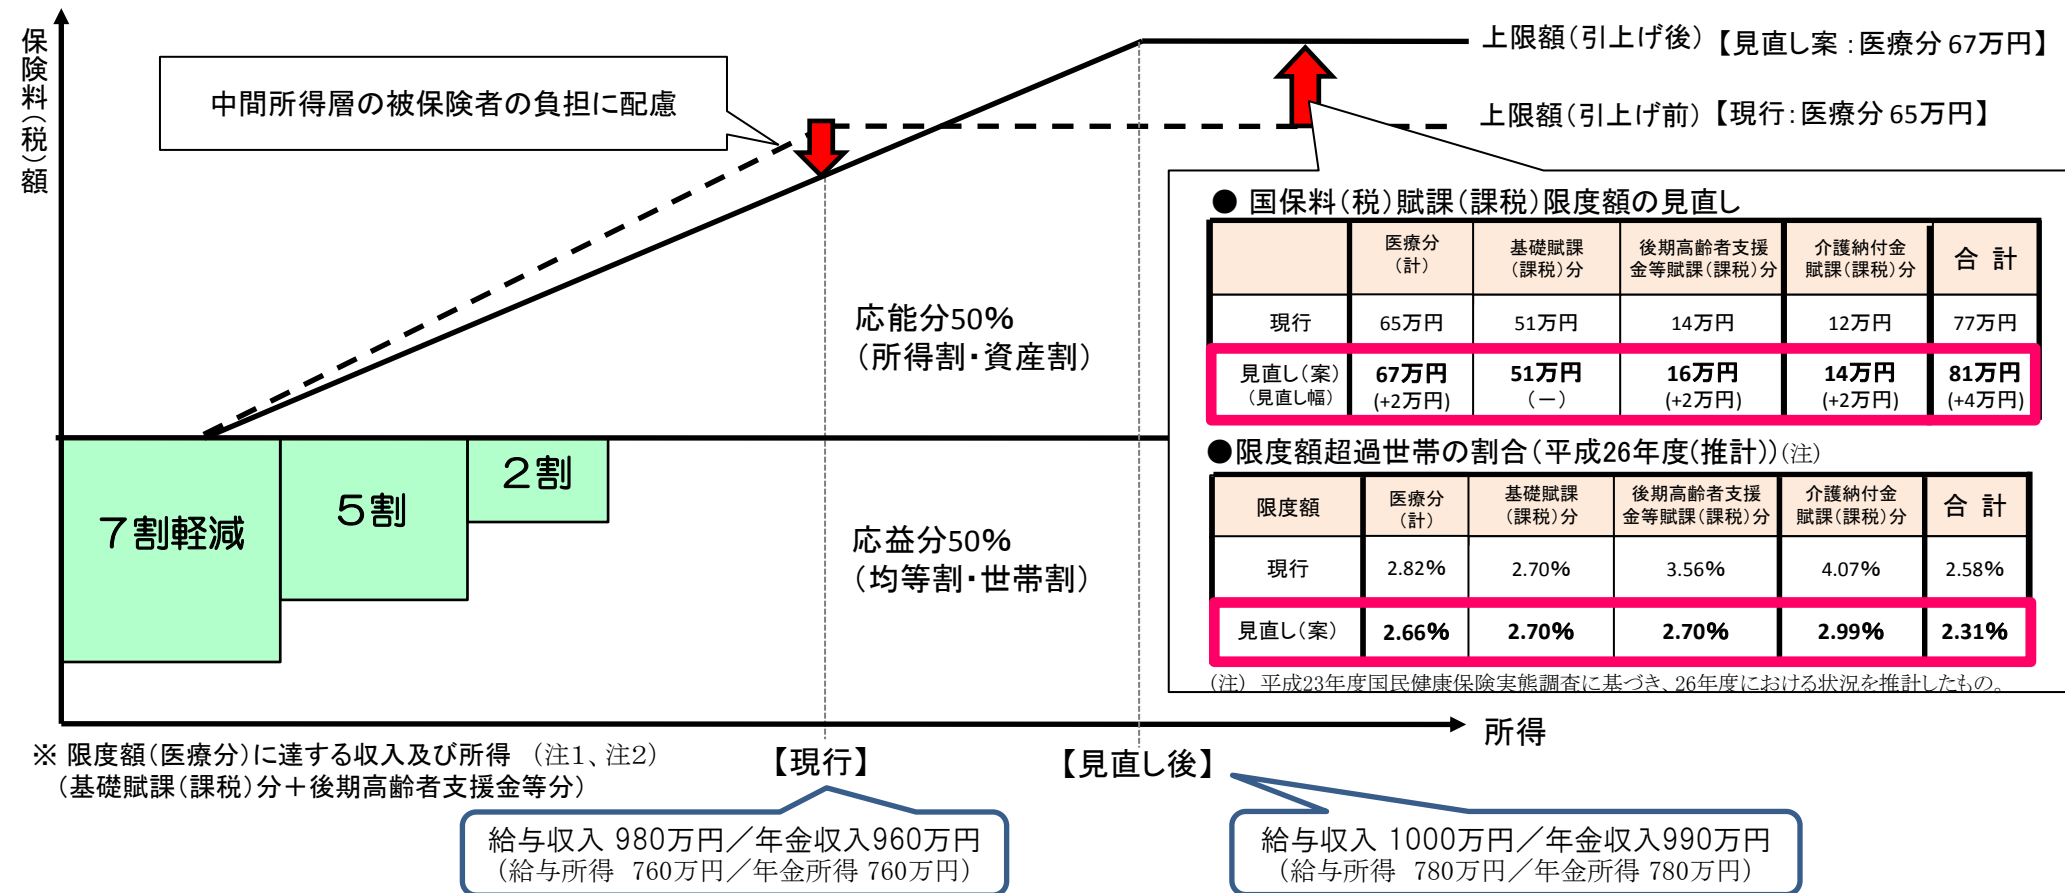 保険料(税)額
中間所得層の被保険者の負担に配慮
上限額(引上げ後)【見直し案：医療分 67万円】
上限額(引上げ前)【現行：医療分 65万円】
応能分50％
(所得割・資産割)
7割軽減
5割
2割
応益分50％
(均等割・世帯割)
● 国保料(税)賦課(課税)限度額の見直し
医療分(計) 基礎賦課(課税)分 後期高齢者支援金等賦課(課税)分 介護納付金賦課(課税)分 合 計
現行 65万円 51万円 14万円 12万円 77万円
見直し(案) 67万円 51万円 16万円 14万円 81万円
(見直し幅) (+2万円) (－) (+2万円) (+2万円) (+4万円)
●限度額超過世帯の割合(平成26年度(推計))(注)
限度額 医療分(計) 基礎賦課(課税)分 後期高齢者支援金等賦課(課税)分 介護納付金賦課(課税)分 合 計
現行 2.82% 2.70% 3.56% 4.07% 2.58%
見直し(案) 2.66% 2.70% 2.70% 2.99% 2.31%
(注) 平成23年度国民健康保険実態調査に基づき、26年度における状況を推計したもの。
所得
※ 限度額(医療分)に達する収入及び所得 (注1、注2)
(基礎賦課(課税)分＋後期高齢者支援金等分)
【現行】
【見直し後】
給与収入 980万円／年金収入960万円
(給与所得 760万円／年金所得 760万円)
給与収入 1000万円／年金収入990万円
(給与所得 780万円／年金所得 780万円)